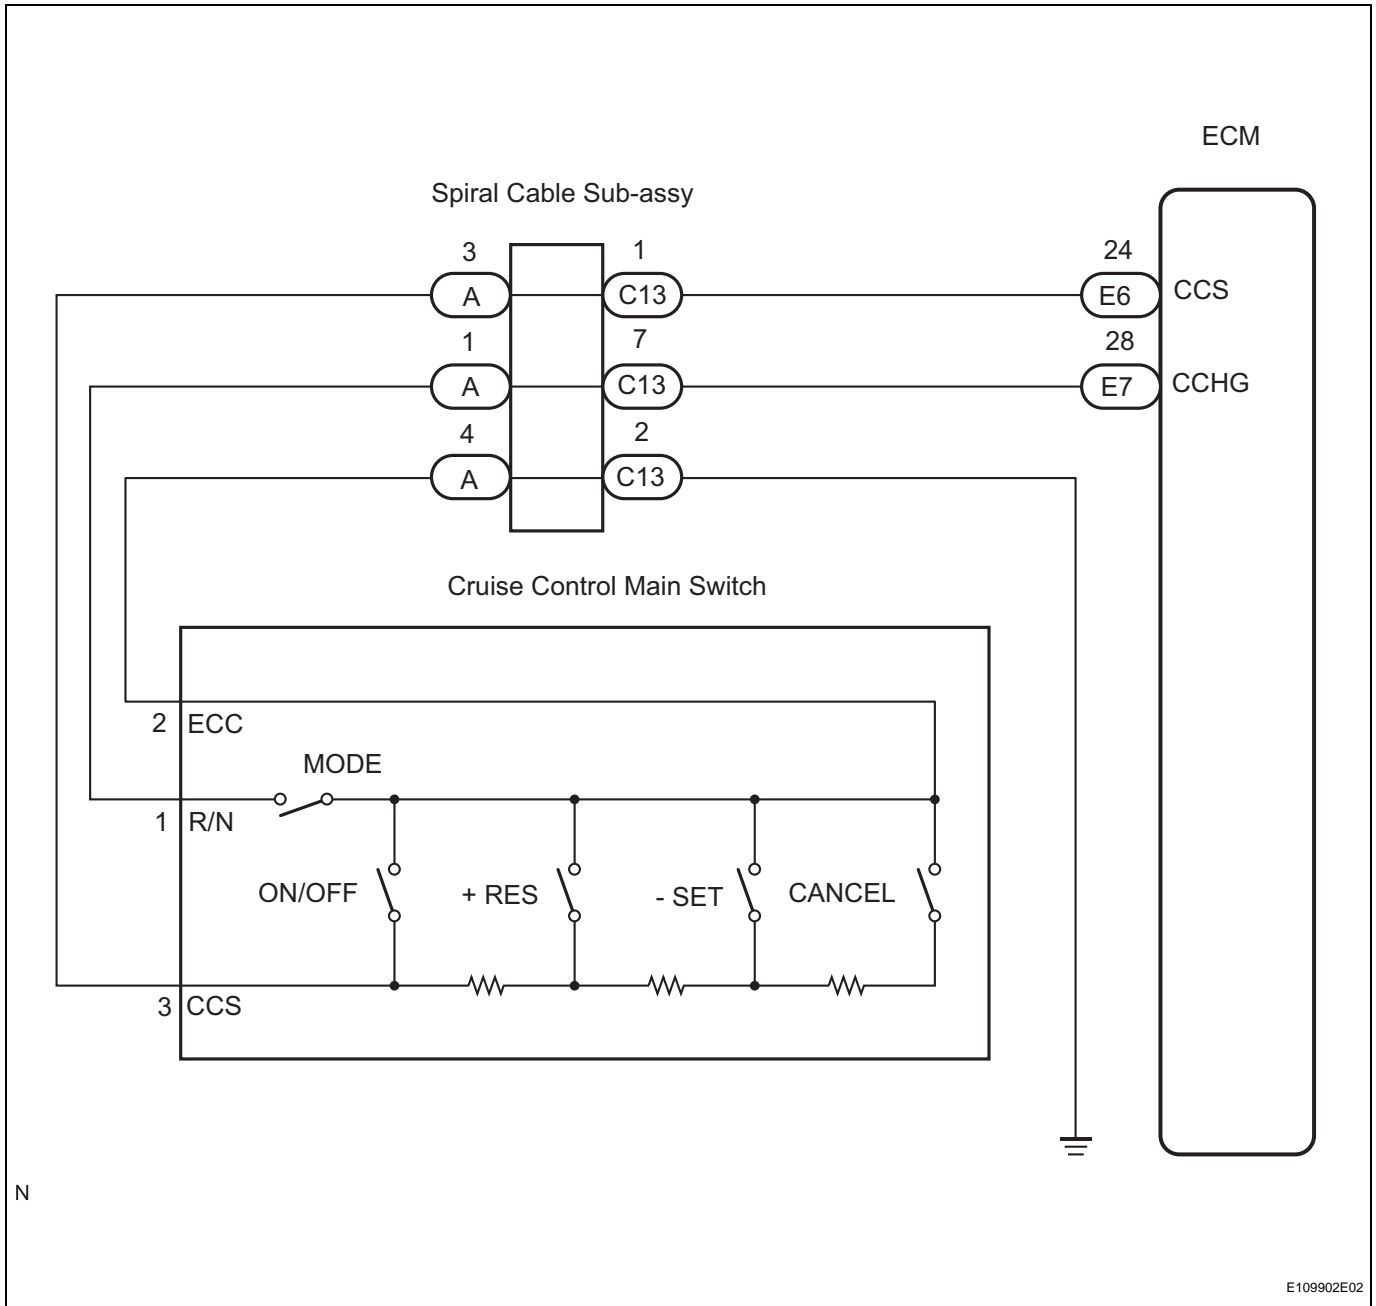 ECM
Spiral Cable Sub-assy
3 1 24
A C13 E6 CCS
1 7 28
A C13 E7 CCHG
4 2
A C13
Cruise Control Main Switch
2 ECC
MODE
1 R/N
ON/OFF + RES - SET CANCEL
3 CCS
N
E109902E02